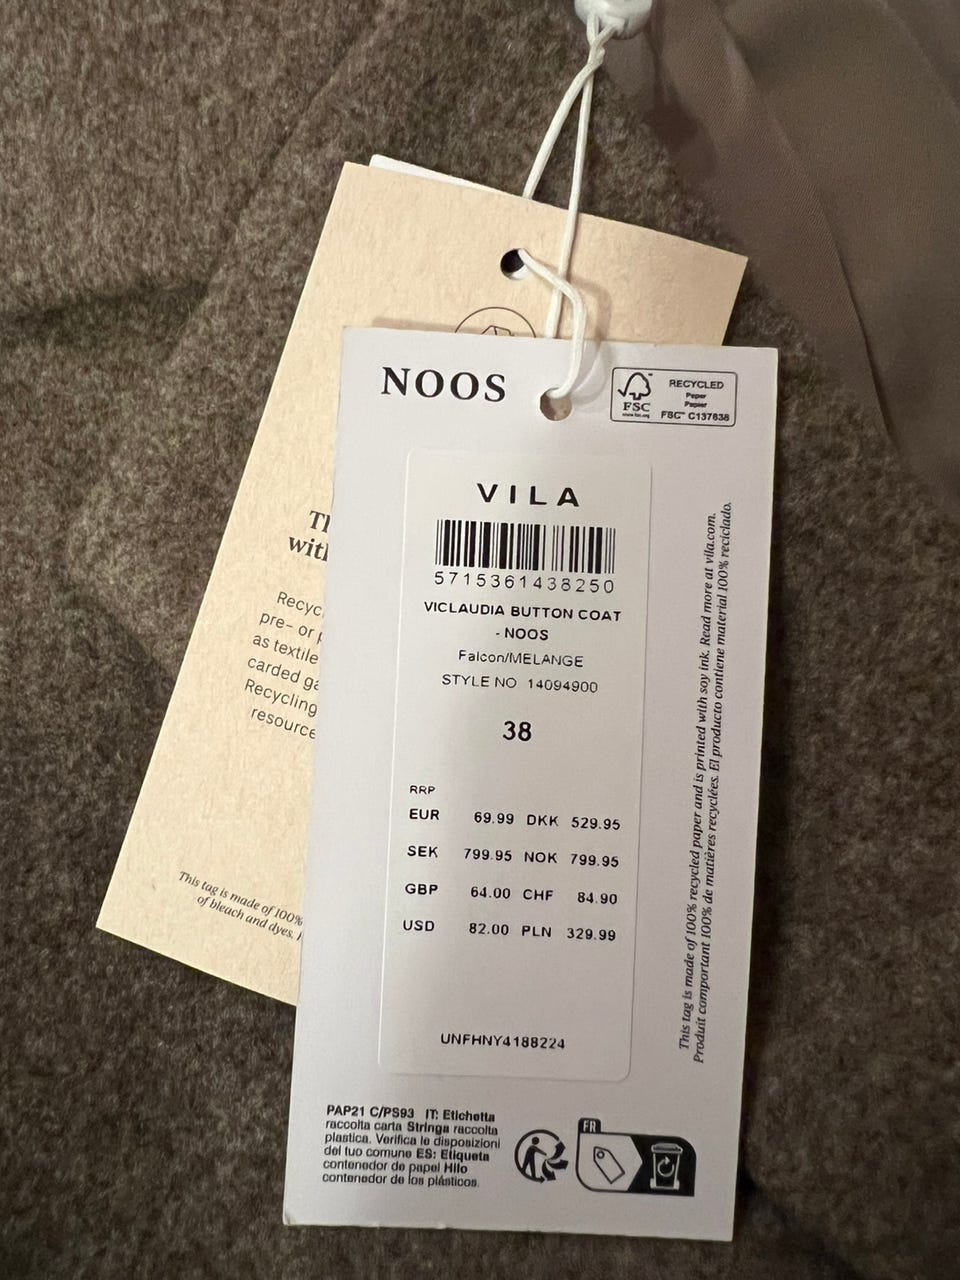 NOOS
FSC
www.fsc.org
RECYCLED
Paper
Papier
FSC™ C137638
VILA
5715361438250
VICLAUDIA BUTTON COAT
- NOOS
Falcon/MELANGE
STYLE NO 14094900
38
RRP
EUR 69.99 DKK 529.95
SEK 799.95 NOK 799.95
GBP 64.00 CHF 84.90
USD 82.00 PLN 329.99
UNFHNY4188224
This tag is made of 100% recycled paper and is printed with soy ink. Read more at vila.com.
Produit comportant 100% de matières recyclées. El producto contiene material 100% reciclado.
PAP21 C/PS93 IT: Etichetta
raccolta carta Stringa raccolta
plastica. Verifica le disposizioni
del tuo comune ES: Etiqueta
contenedor de papel Hilo
contenedor de los plásticos.
FR
wit
Recyc
pre- or
as textile
carded ga
Recycling
resource
This tag is made of 100%
of bleach and dyes.